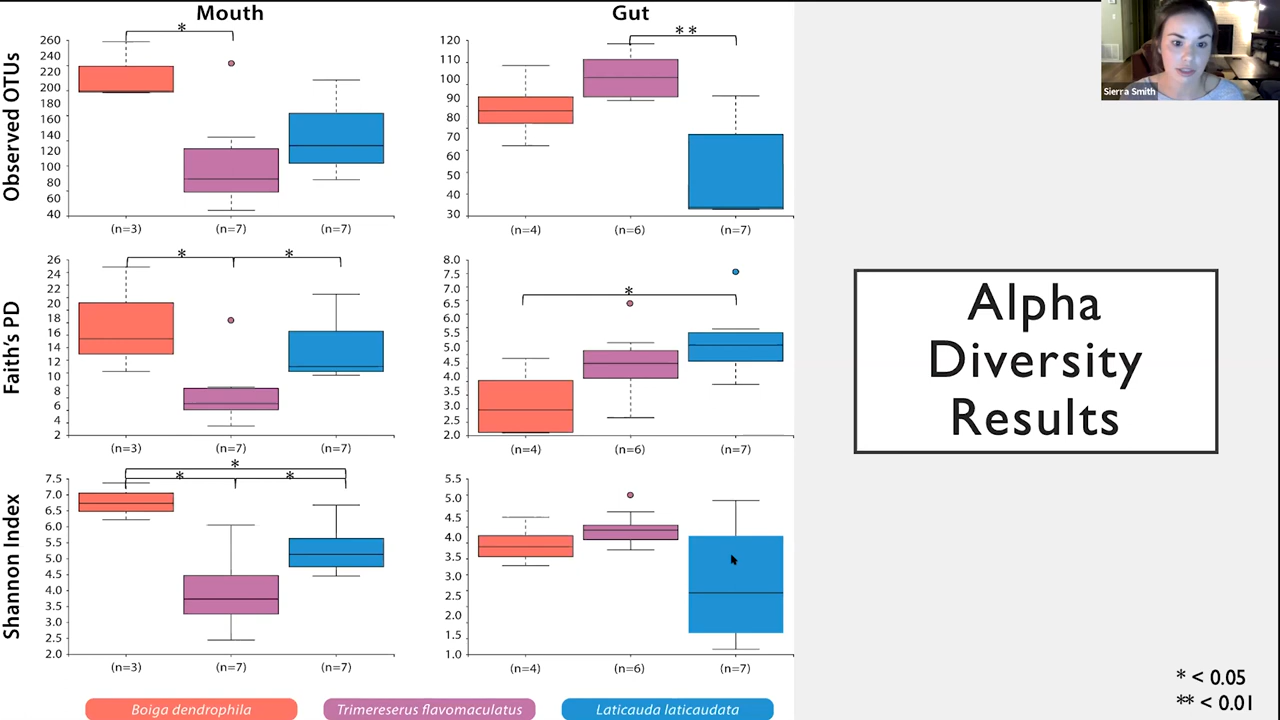 Mouth
Gut
Observed OTUs
260
240
220
200
180
160
140
120
100
80
60
40
*
(n=3)
(n=7)
(n=7)
120
110
100
90
80
70
60
50
40
30
**
(n=4)
(n=6)
(n=7)
Faith's PD
26
24
22
20
18
16
14
12
10
8
6
4
2
*
*
(n=3)
(n=7)
(n=7)
8.0
7.5
7.0
6.5
6.0
5.5
5.0
4.5
4.0
3.5
3.0
2.5
2.0
*
(n=4)
(n=6)
(n=7)
Shannon Index
7.5
7.0
6.5
6.0
5.5
5.0
4.5
4.0
3.5
3.0
2.5
2.0
*
*
*
(n=3)
(n=7)
(n=7)
5.5
5.0
4.5
4.0
3.5
3.0
2.5
2.0
1.5
1.0
(n=4)
(n=6)
(n=7)
Boiga dendrophila
Trimereserus flavomaculatus
Laticauda laticaudata
Sierra Smith
Alpha
Diversity
Results
* < 0.05
** < 0.01